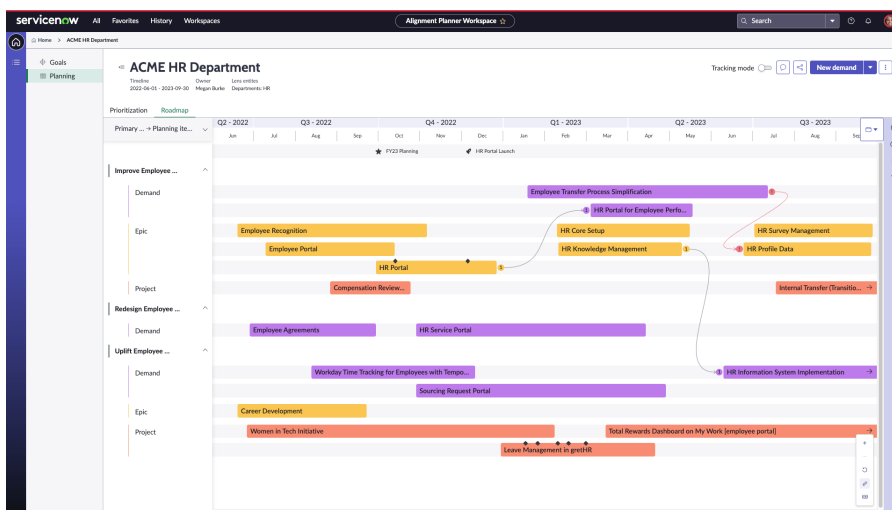 servicenow All Favorites History Workspaces Alignment Planner Workspace Search
Home > ACME HR Department
Goals
Planning
ACME HR Department
Timeline Owner Lens entities
2022-06-01 - 2023-09-30 Megan Burke Departments: HR
Tracking mode New demand
Prioritization Roadmap
Primary ... → Planning ite...
Q2 - 2022 Q3 - 2022 Q4 - 2022 Q1 - 2023 Q2 - 2023 Q3 - 2023
Jun Jul Aug Sep Oct Nov Dec Jan Feb Mar Apr May Jun Jul Aug Sep
FY23 Planning HR Portal Launch
Improve Employee ...
Demand Employee Transfer Process Simplification
HR Portal for Employee Perfo...
Epic Employee Recognition HR Core Setup HR Survey Management
Employee Portal HR Knowledge Management HR Profile Data
HR Portal
Project Compensation Review... Internal Transfer (Transitio... →
Redesign Employee ...
Demand Employee Agreements HR Service Portal
Uplift Employee ...
Demand Workday Time Tracking for Employees with Tempo... HR Information System Implementation →
Sourcing Request Portal
Epic Career Development
Project Women in Tech Initiative Total Rewards Dashboard on My Work [employee portal] →
Leave Management in gretHR